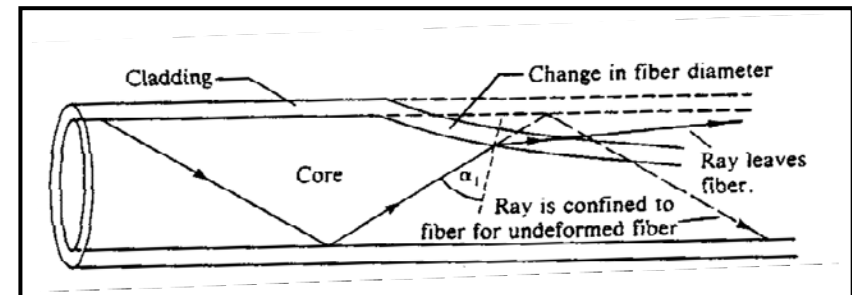 Cladding
Change in fiber diameter
Core
α₁
Ray leaves
fiber.
Ray is confined to
fiber for undeformed fiber